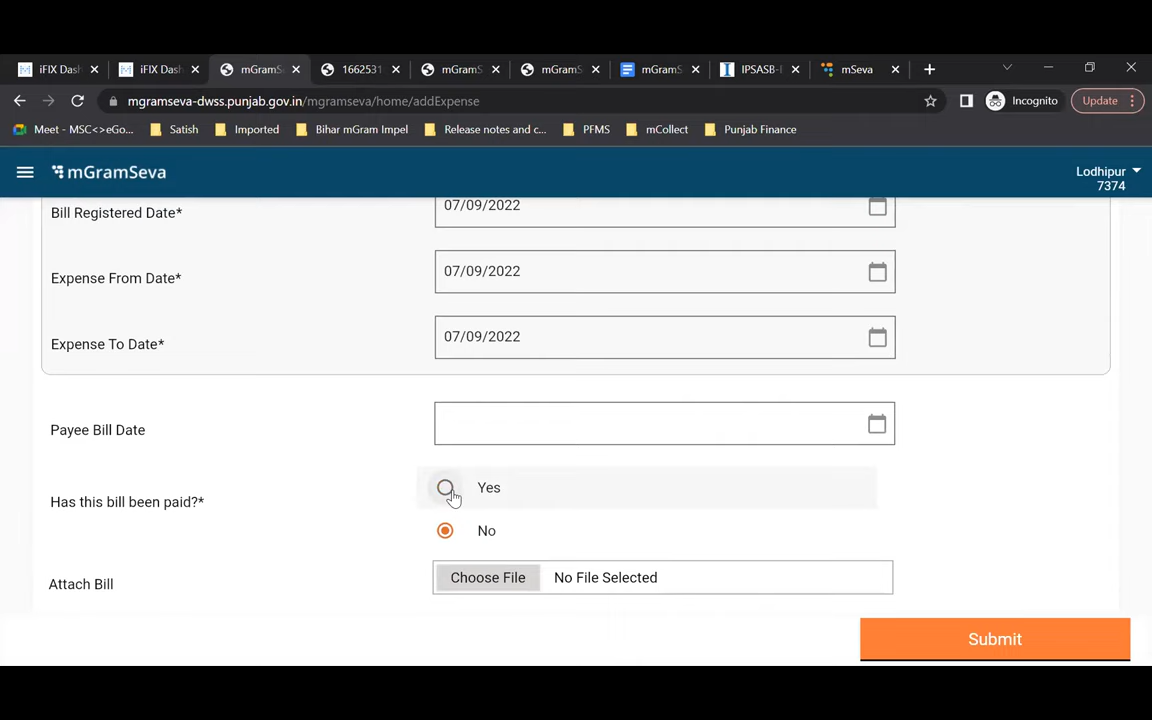 iFIX Dash
iFIX Dash
mGramS
1662531
mGramS
mGramS
mGramS
IPSASB-
mSeva
mgramseva-dwss.punjab.gov.in/mgramseva/home/addExpense
Incognito
Update
Meet - MSC<>eGo...
Satish
Imported
Bihar mGram Impel
Release notes and c...
PFMS
mCollect
Punjab Finance
mGramSeva
Lodhipur
7374
Bill Registered Date*
07/09/2022
Expense From Date*
07/09/2022
Expense To Date*
07/09/2022
Payee Bill Date
Has this bill been paid?*
Yes
No
Attach Bill
Choose File
No File Selected
Submit